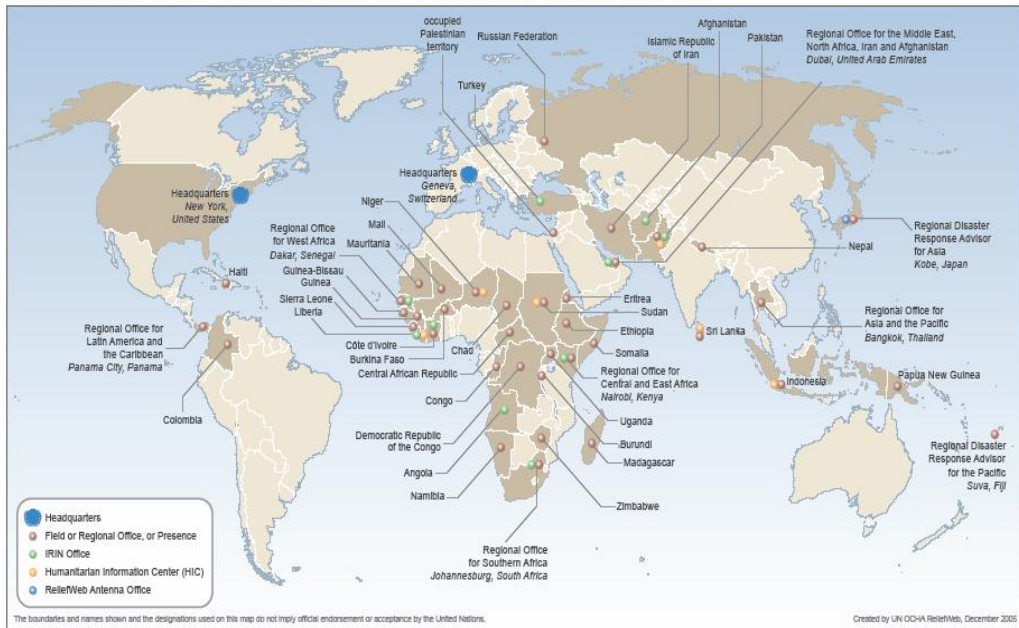 occupied
Palestinian
territory
Russian Federation
Turkey
Afghanistan
Islamic Republic
of Iran
Pakistan
Regional Office for the Middle East,
North Africa, Iran and Afghanistan
Dubai, United Arab Emirates
Headquarters
New York,
United States
Headquarters
Geneva,
Switzerland
Niger
Mali
Mauritania
Regional Office
for West Africa
Dakar, Senegal
Guinea-Bissau
Guinea
Sierra Leone
Liberia
Haiti
Regional Office for
Latin America and
the Caribbean
Panama City, Panama
Colombia
Côte d'Ivoire
Burkina Faso
Chad
Central African Republic
Congo
Democratic Republic
of the Congo
Angola
Namibia
Eritrea
Sudan
Ethiopia
Somalia
Regional Office for
Central and East Africa
Nairobi, Kenya
Uganda
Burundi
Madagascar
Zimbabwe
Regional Office
for Southern Africa
Johannesburg, South Africa
Nepal
Regional Disaster
Response Advisor
for Asia
Kobe, Japan
Sri Lanka
Regional Office for
Asia and the Pacific
Bangkok, Thailand
Indonesia
Papua New Guinea
Regional Disaster
Response Advisor
for the Pacific
Suva, Fiji
Headquarters
Field or Regional Office, or Presence
IRIN Office
Humanitarian Information Center (HIC)
ReliefWeb Antenna Office
The boundaries and names shown and the designations used on this map do not imply official endorsement or acceptance by the United Nations.
Created by UN OCHA ReliefWeb, December 2005